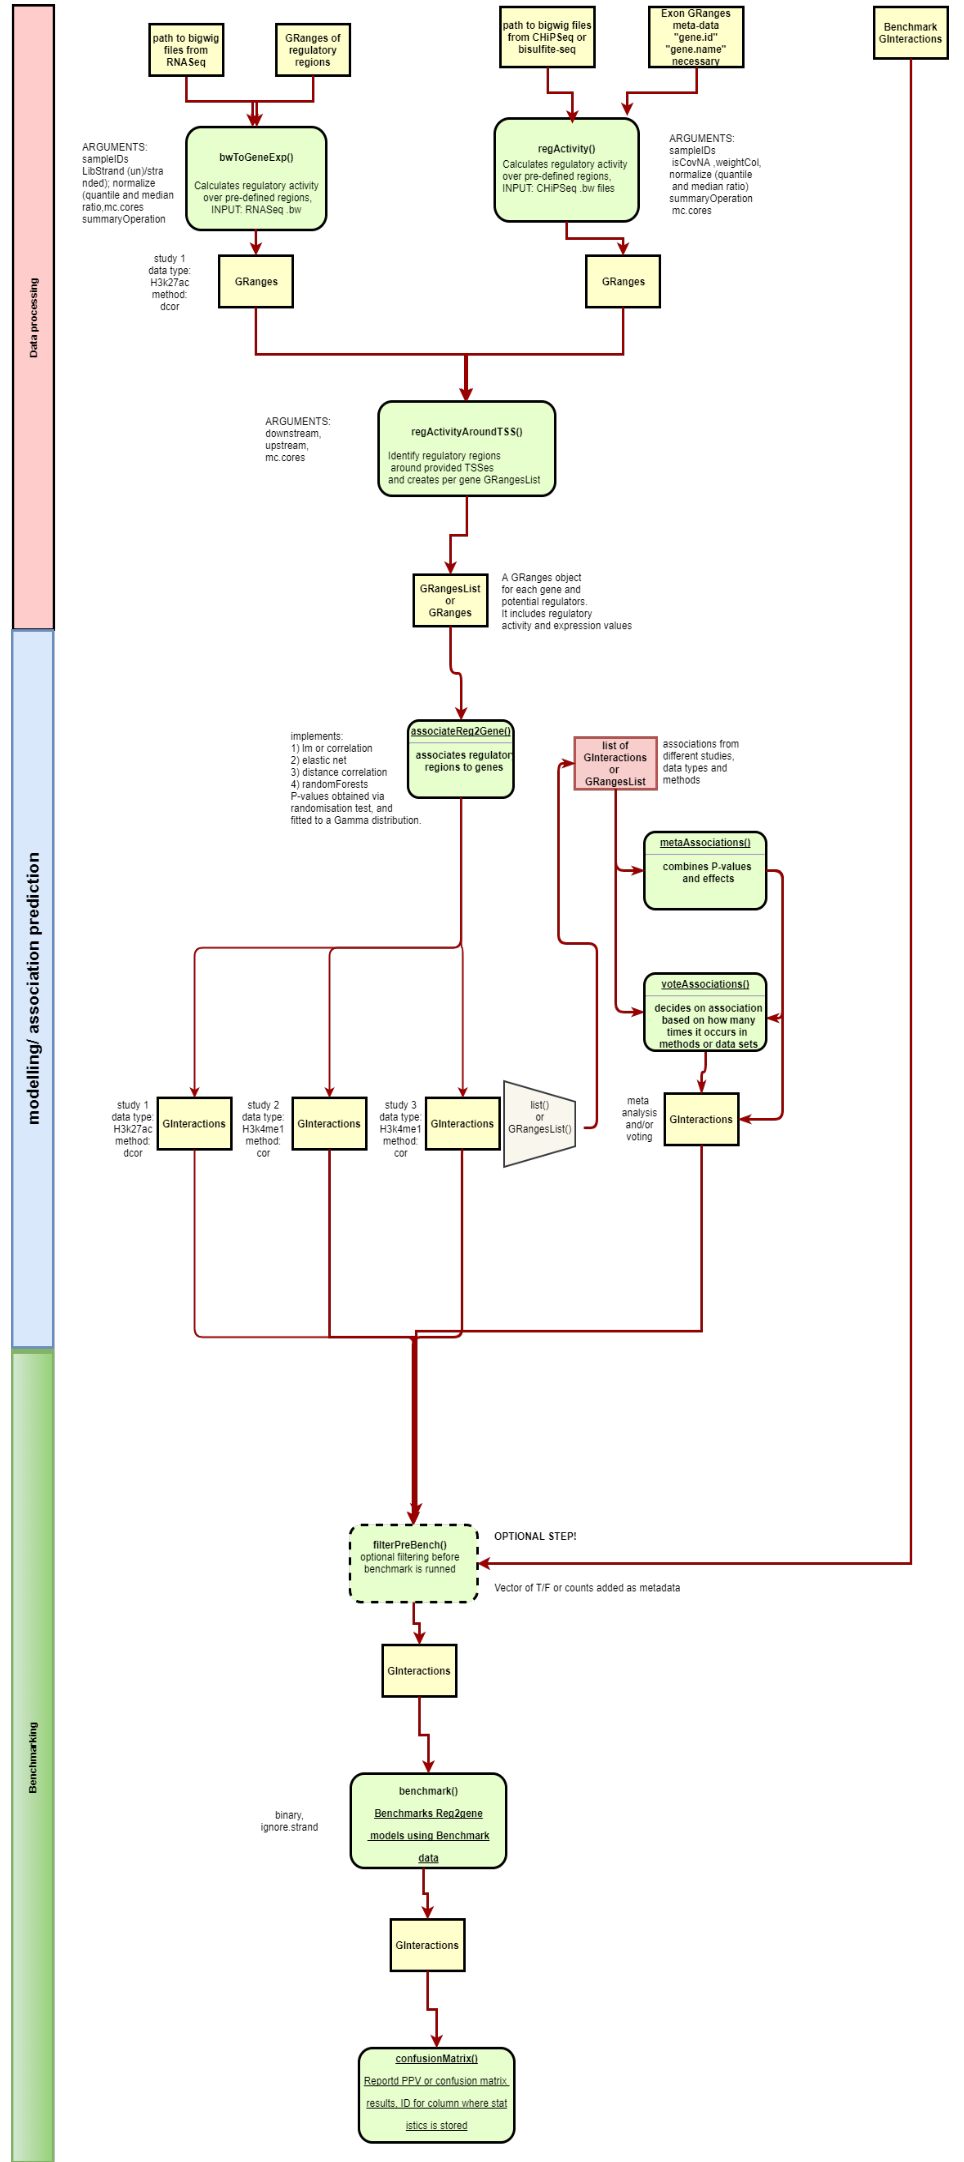 path to bigwig
files from
RNASeq
GRanges of
regulatory
regions
path to bigwig files
from CHiPSeq or
bisulfite-seq
Exon GRanges
meta-data
"gene.id"
"gene.name"
necessary
Benchmark
GInteractions
ARGUMENTS:
sampleIDs
LibStrand (un)/stra
nded); normalize
(quantile and median
ratio,mc.cores
summaryOperation
bwToGeneExp()
Calculates regulatory activity
over pre-defined regions,
INPUT: RNASeq .bw
regActivity()
Calculates regulatory activity
over pre-defined regions,
INPUT: CHiPSeq .bw files
ARGUMENTS:
sampleIDs
isCovNA ,weightCol,
normalize (quantile
and median ratio)
summaryOperation
mc.cores
study 1
data type:
H3k27ac
method:
dcor
GRanges
GRanges
Data processing
ARGUMENTS:
downstream,
upstream,
mc.cores
regActivityAroundTSS()
Identify regulatory regions
around provided TSSes
and creates per gene GRangesList
GRangesList
or
GRanges
A GRanges object
for each gene and
potential regulators.
It includes regulatory
activity and expression values
modelling/ association prediction
implements:
1) lm or correlation
2) elastic net
3) distance correlation
4) randomForests
P-values obtained via
randomisation test, and
fitted to a Gamma distribution.
associateReg2Gene()
associates regulator
regions to genes
list of
GInteractions
or
GRangesList
associations from
different studies,
data types and
methods
metaAssociations()
combines P-values
and effects
voteAssociations()
decides on association
based on how many
times it occurs in
methods or data sets
study 1
data type:
H3k27ac
method:
dcor
GInteractions
study 2
data type:
H3k4me1
method:
cor
GInteractions
study 3
data type:
H3k4me1
method:
cor
GInteractions
list()
or
GRangesList()
meta
analysis
and/or
voting
GInteractions
Benchmarking
filterPreBench()
optional filtering before
benchmark is runned
OPTIONAL STEP!
Vector of T/F or counts added as metadata
GInteractions
binary,
ignore.strand
benchmark()
Benchmarks Reg2gene
models using Benchmark
data
GInteractions
confusionMatrix()
Reportd PPV or confusion matrix
results, ID for column where stat
istics is stored